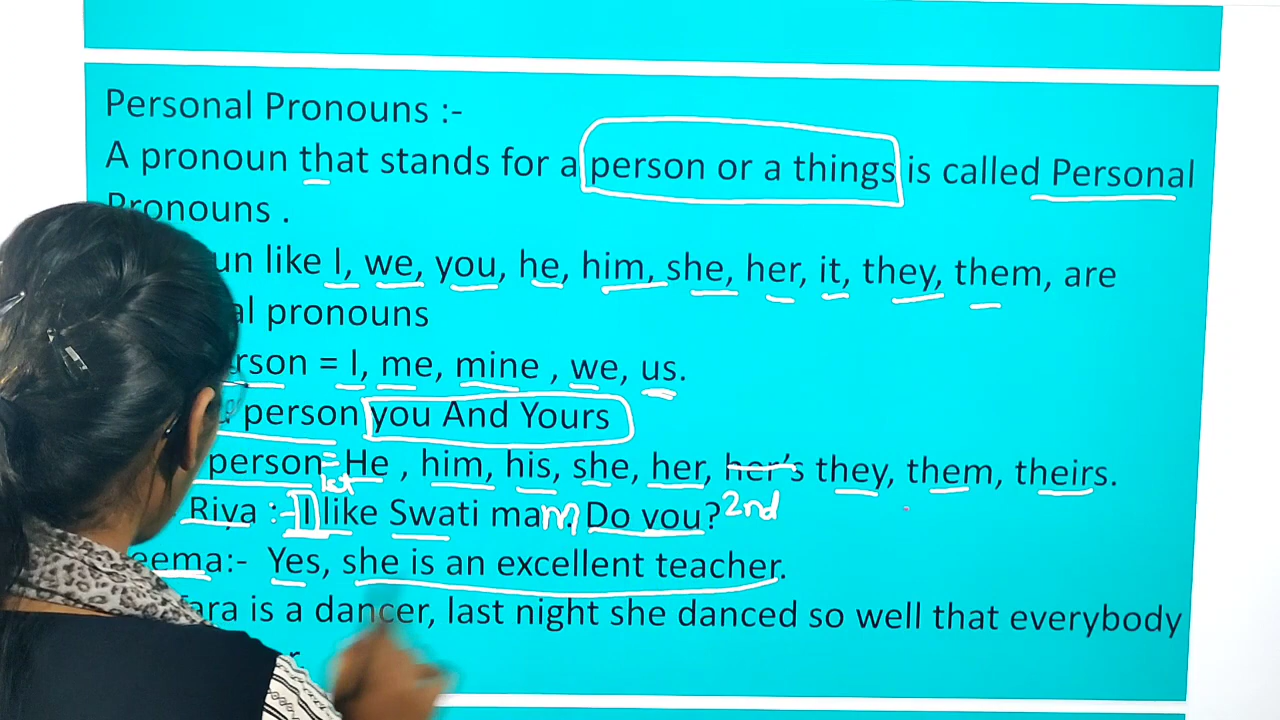 Personal Pronouns :-
A pronoun that stands for a person or a things is called Personal
Pronouns .
un like I, we, you, he, him, she, her, it, they, them, are
al pronouns
rson = I, me, mine , we, us.
person you And Yours
person = He , him, his, she, her, her's they, them, theirs.
1st
Riya :- I like Swati mam. Do you? 2nd
eema:- Yes, she is an excellent teacher.
ara is a dancer, last night she danced so well that everybody